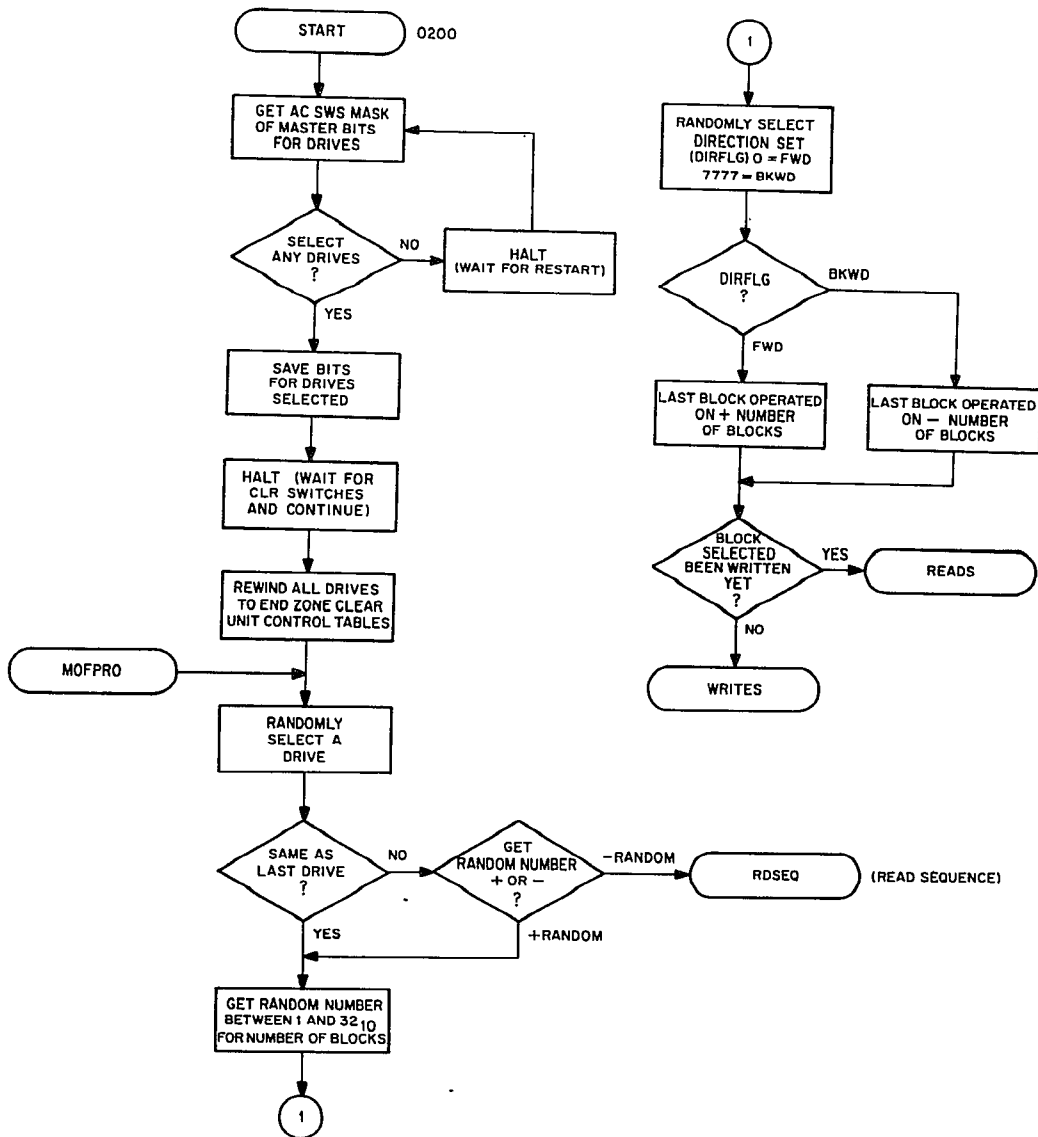 START
0200
GET AC SWS MASK
OF MASTER BITS
FOR DRIVES
SELECT
ANY DRIVES
?
NO
HALT
(WAIT FOR RESTART)
YES
SAVE BITS
FOR DRIVES
SELECTED
HALT (WAIT FOR
CLR SWITCHES
AND CONTINUE)
REWIND ALL DRIVES
TO END ZONE CLEAR
UNIT CONTROL TABLES
MOFPRO
RANDOMLY
SELECT A
DRIVE
SAME AS
LAST DRIVE
?
NO
GET
RANDOM NUMBER
+ OR −
?
−RANDOM
RDSEQ
(READ SEQUENCE)
YES
+RANDOM
GET RANDOM NUMBER
BETWEEN 1 AND 32₁₀
FOR NUMBER OF BLOCKS
1
1
RANDOMLY SELECT
DIRECTION SET
(DIRFLG) 0 = FWD
7777 = BKWD
DIRFLG
?
BKWD
FWD
LAST BLOCK OPERATED
ON + NUMBER
OF BLOCKS
LAST BLOCK OPERATED
ON − NUMBER
OF BLOCKS
BLOCK
SELECTED
BEEN WRITTEN
YET
?
YES
READS
NO
WRITES